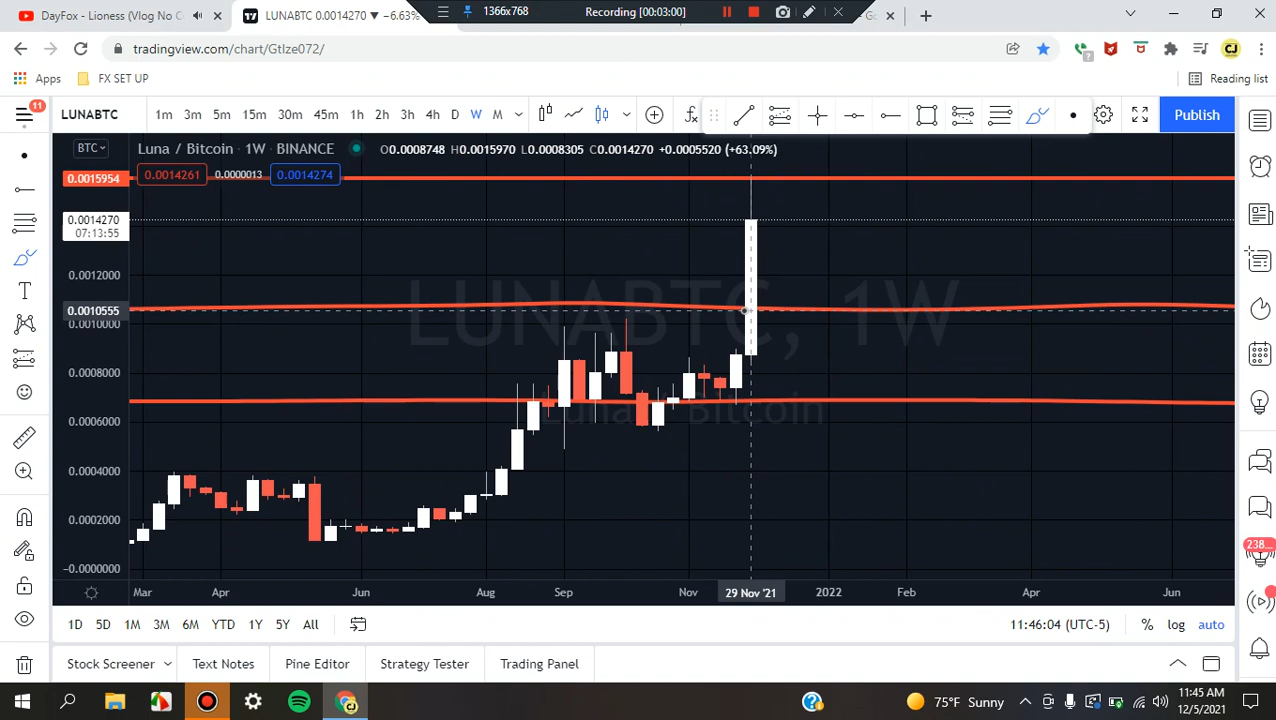 DayFox - Lioness (Vlog No C
LUNABTC 0.0014270 ▼ −6.63%
1366x768
Recording [00:03:00]
tradingview.com/chart/GtIze072/
Apps
FX SET UP
Reading list
11
LUNABTC
1m 3m 5m 15m 30m 45m 1h 2h 3h 4h D W M
Publish
BTC
Luna / Bitcoin · 1W · BINANCE
O0.0008748 H0.0015970 L0.0008305 C0.0014270 +0.0005520 (+63.09%)
0.0015954
0.0014261
0.0000013
0.0014274
0.0014270
07:13:55
0.0012000
0.0010555
0.0010000
0.0008000
0.0006000
0.0004000
0.0002000
−0.0000000
LUNABTC, 1W
Luna / Bitcoin
238...
Mar Apr Jun Aug Sep Nov 29 Nov '21 2022 Feb Apr Jun
1D 5D 1M 3M 6M YTD 1Y 5Y All
11:46:04 (UTC-5)
% log auto
Stock Screener
Text Notes
Pine Editor
Strategy Tester
Trading Panel
75°F Sunny
11:45 AM
12/5/2021